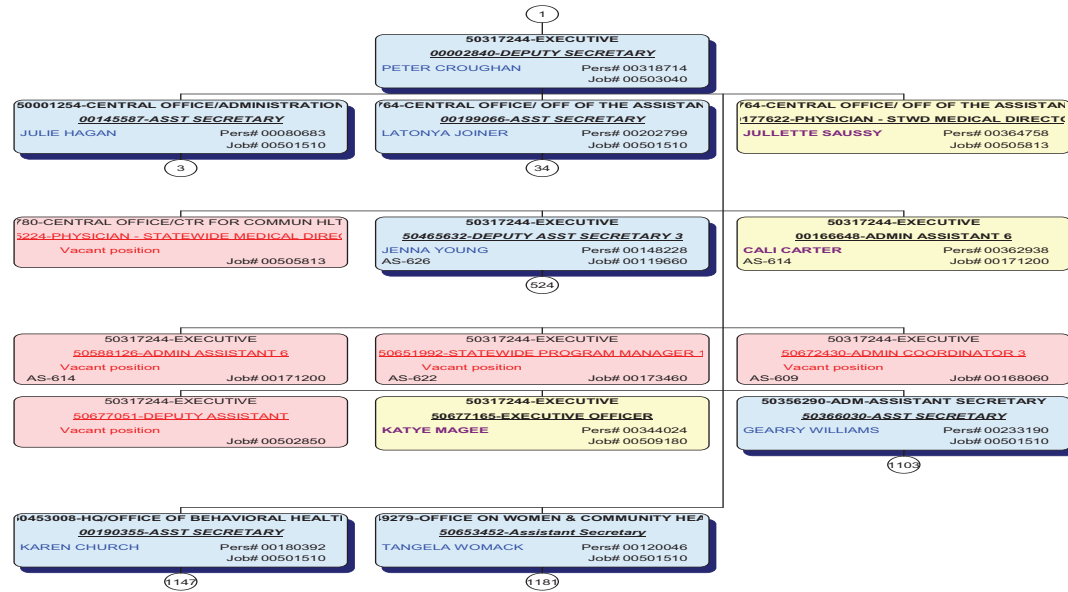 1
50317244-EXECUTIVE
00002840-DEPUTY SECRETARY
PETER CROUGHAN Pers# 00318714
Job# 00503040
50001254-CENTRAL OFFICE/ADMINISTRATION
00145587-ASST SECRETARY
JULIE HAGAN Pers# 00080683
Job# 00501510
3
764-CENTRAL OFFICE/ OFF OF THE ASSISTAN
00199066-ASST SECRETARY
LATONYA JOINER Pers# 00202799
Job# 00501510
34
764-CENTRAL OFFICE/ OFF OF THE ASSISTAN
177622-PHYSICIAN - STWD MEDICAL DIRECTO
JULLETTE SAUSSY Pers# 00364758
Job# 00505813
780-CENTRAL OFFICE/CTR FOR COMMUN HLT
5224-PHYSICIAN - STATEWIDE MEDICAL DIREC
Vacant position
Job# 00505813
50317244-EXECUTIVE
50465632-DEPUTY ASST SECRETARY 3
JENNA YOUNG Pers# 00148228
AS-626 Job# 00119660
524
50317244-EXECUTIVE
00166648-ADMIN ASSISTANT 6
CALI CARTER Pers# 00362938
AS-614 Job# 00171200
50317244-EXECUTIVE
50588126-ADMIN ASSISTANT 6
Vacant position
AS-614 Job# 00171200
50317244-EXECUTIVE
50651992-STATEWIDE PROGRAM MANAGER 1
Vacant position
AS-622 Job# 00173460
50317244-EXECUTIVE
50672430-ADMIN COORDINATOR 3
Vacant position
AS-609 Job# 00168060
50317244-EXECUTIVE
50677051-DEPUTY ASSISTANT
Vacant position
Job# 00502850
50317244-EXECUTIVE
50677165-EXECUTIVE OFFICER
KATYE MAGEE Pers# 00344024
Job# 00509180
50356290-ADM-ASSISTANT SECRETARY
50366030-ASST SECRETARY
GEARRY WILLIAMS Pers# 00233190
Job# 00501510
1103
0453008-HQ/OFFICE OF BEHAVIORAL HEALTI
00190355-ASST SECRETARY
KAREN CHURCH Pers# 00180392
Job# 00501510
1147
9279-OFFICE ON WOMEN & COMMUNITY HEA
50653452-Assistant Secretary
TANGELA WOMACK Pers# 00120046
Job# 00501510
1181